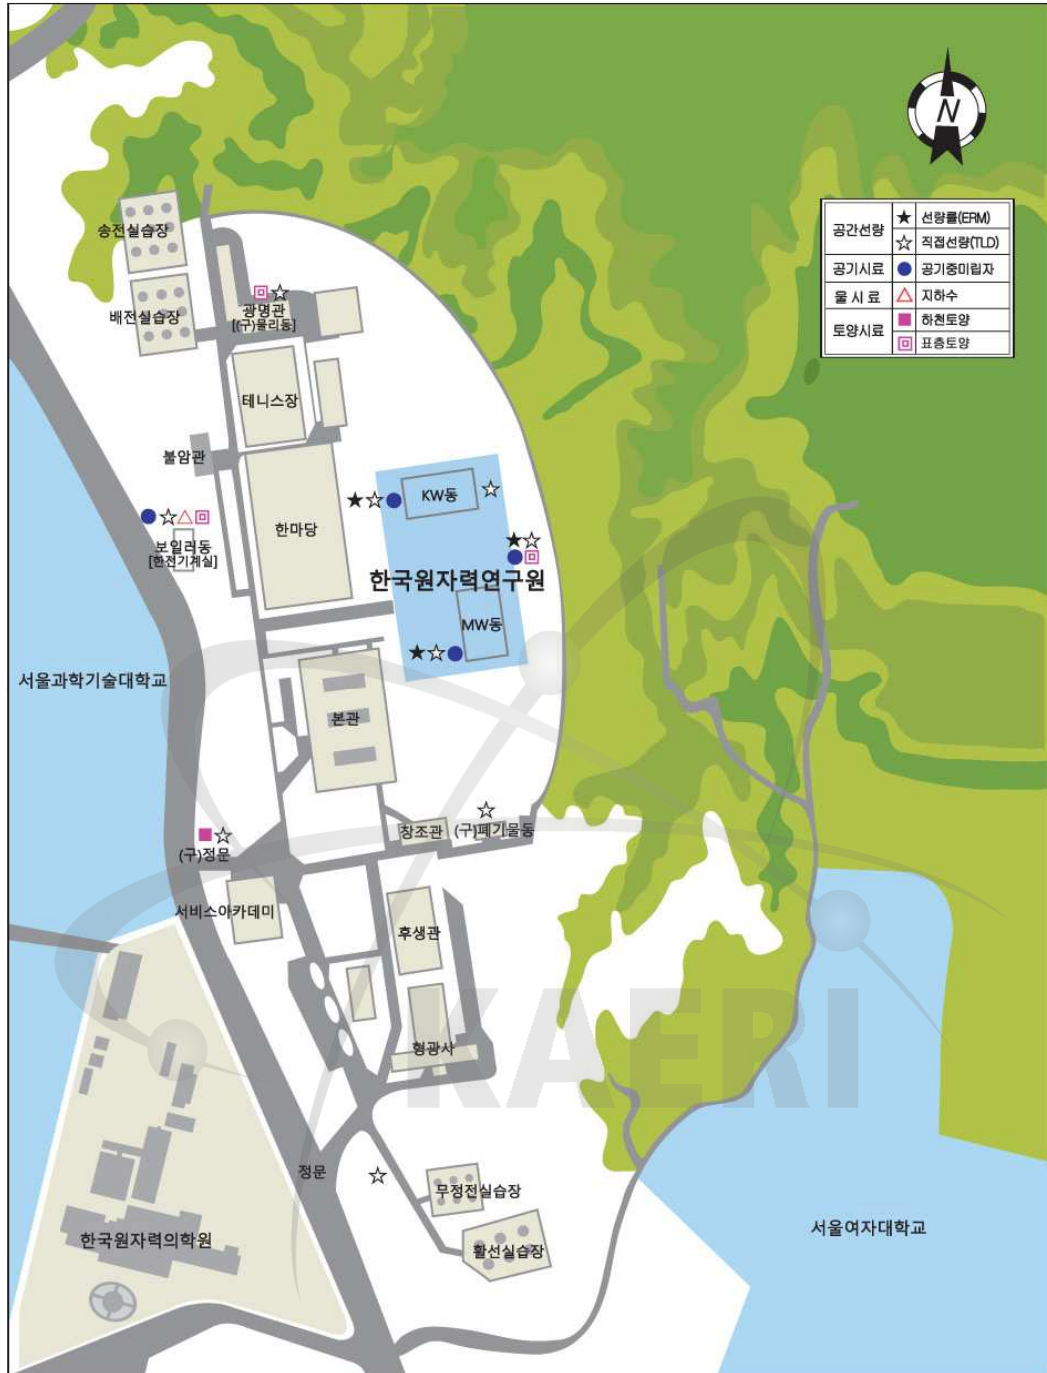 N
공간선량
★ 선량률(ERM)
☆ 직접선량(TLD)
공기시료
공기중미립자
물 시 료
지하수
토양시료
하천토양
표층토양
송전실습장
배전실습장
광명관
[(구)물리동]
테니스장
불암관
한마당
KW동
보일러동
[한전기계실]
한국원자력연구원
MW동
서울과학기술대학교
본관
창조관
(구)폐기물동
(구)정문
서비스아카데미
후생관
형광사
KAERI
정문
무정전실습장
활선실습장
한국원자력의학원
서울여자대학교